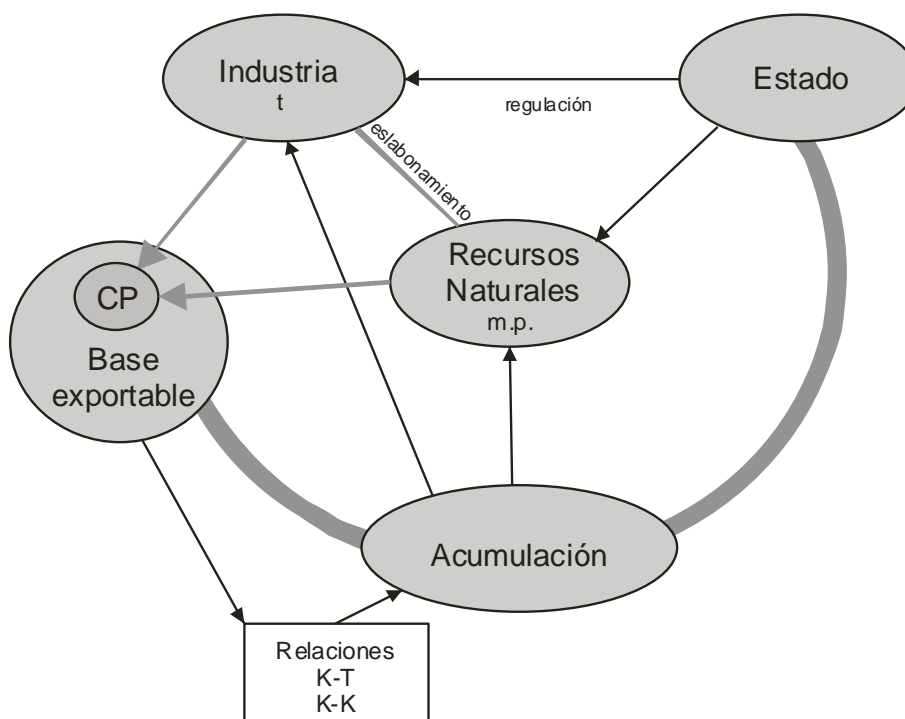 Industria
t
Estado
regulación
eslabonamiento
Recursos
Naturales
m.p.
CP
Base
exportable
Acumulación
Relaciones
K-T
K-K